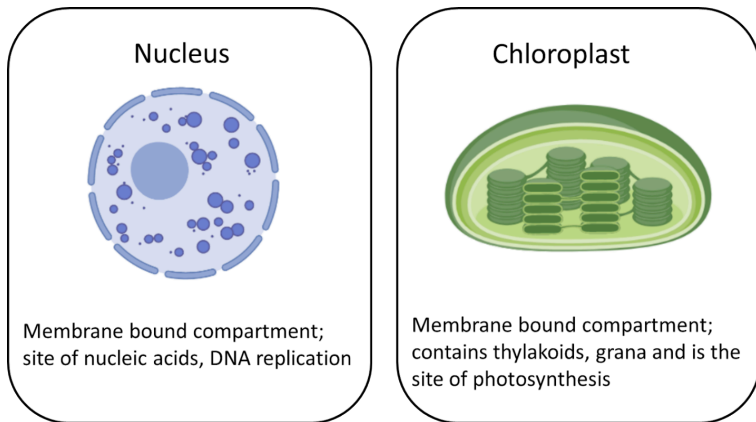 Nucleus
Membrane bound compartment;
site of nucleic acids, DNA replication
Chloroplast
Membrane bound compartment;
contains thylakoids, grana and is the
site of photosynthesis